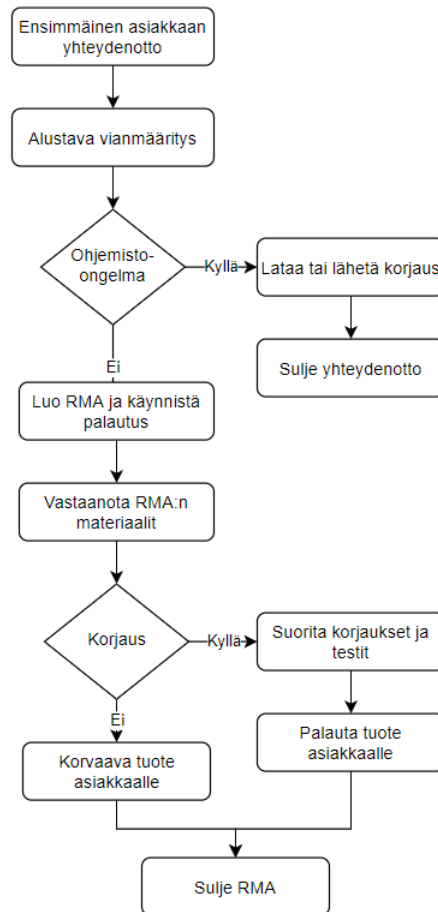 Ensimmäinen asiakkaan
yhteydenotto
Alustava vianmääritys
Ohjemisto-
ongelma
Kyllä
Lataa tai lähetä korjaus
Sulje yhteydenotto
Ei
Luo RMA ja käynnistä
palautus
Vastaanota RMA:n
materiaalit
Korjaus
Kyllä
Suorita korjaukset ja
testit
Ei
Palauta tuote
asiakkaalle
Korvaava tuote
asiakkaalle
Sulje RMA